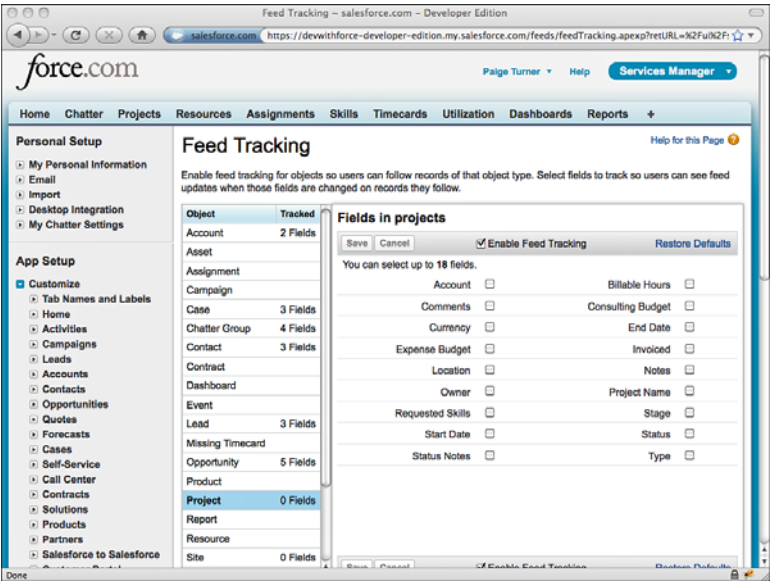 Feed Tracking ~ salesforce.com - Developer Edition
salesforce.com https://devwithforce-developer-edition.my.salesforce.com/feeds/feedTracking.apexp?retURL=%2Fui%2F
force.com
Paige Turner Help Services Manager
Home Chatter Projects Resources Assignments Skills Timecards Utilization Dashboards Reports +
Personal Setup
My Personal Information
Email
Import
Desktop Integration
My Chatter Settings
App Setup
Customize
Tab Names and Labels
Home
Activities
Campaigns
Leads
Accounts
Contacts
Opportunities
Quotes
Forecasts
Cases
Self-Service
Call Center
Contracts
Solutions
Products
Partners
Salesforce to Salesforce
Feed Tracking
Help for this Page ?
Enable feed tracking for objects so users can follow records of that object type. Select fields to track so users can see feed
updates when those fields are changed on records they follow.
Object Tracked
Account 2 Fields
Asset
Assignment
Campaign
Case 3 Fields
Chatter Group 4 Fields
Contact 3 Fields
Contract
Dashboard
Event
Lead 3 Fields
Missing Timecard
Opportunity 5 Fields
Product
Project 0 Fields
Report
Resource
Site 0 Fields
Fields in projects
Save Cancel Enable Feed Tracking Restore Defaults
You can select up to 18 fields.
Account Billable Hours
Comments Consulting Budget
Currency End Date
Expense Budget Invoiced
Location Notes
Owner Project Name
Requested Skills Stage
Start Date Status
Status Notes Type
Save Cancel Enable Feed Tracking Restore Defaults
Done